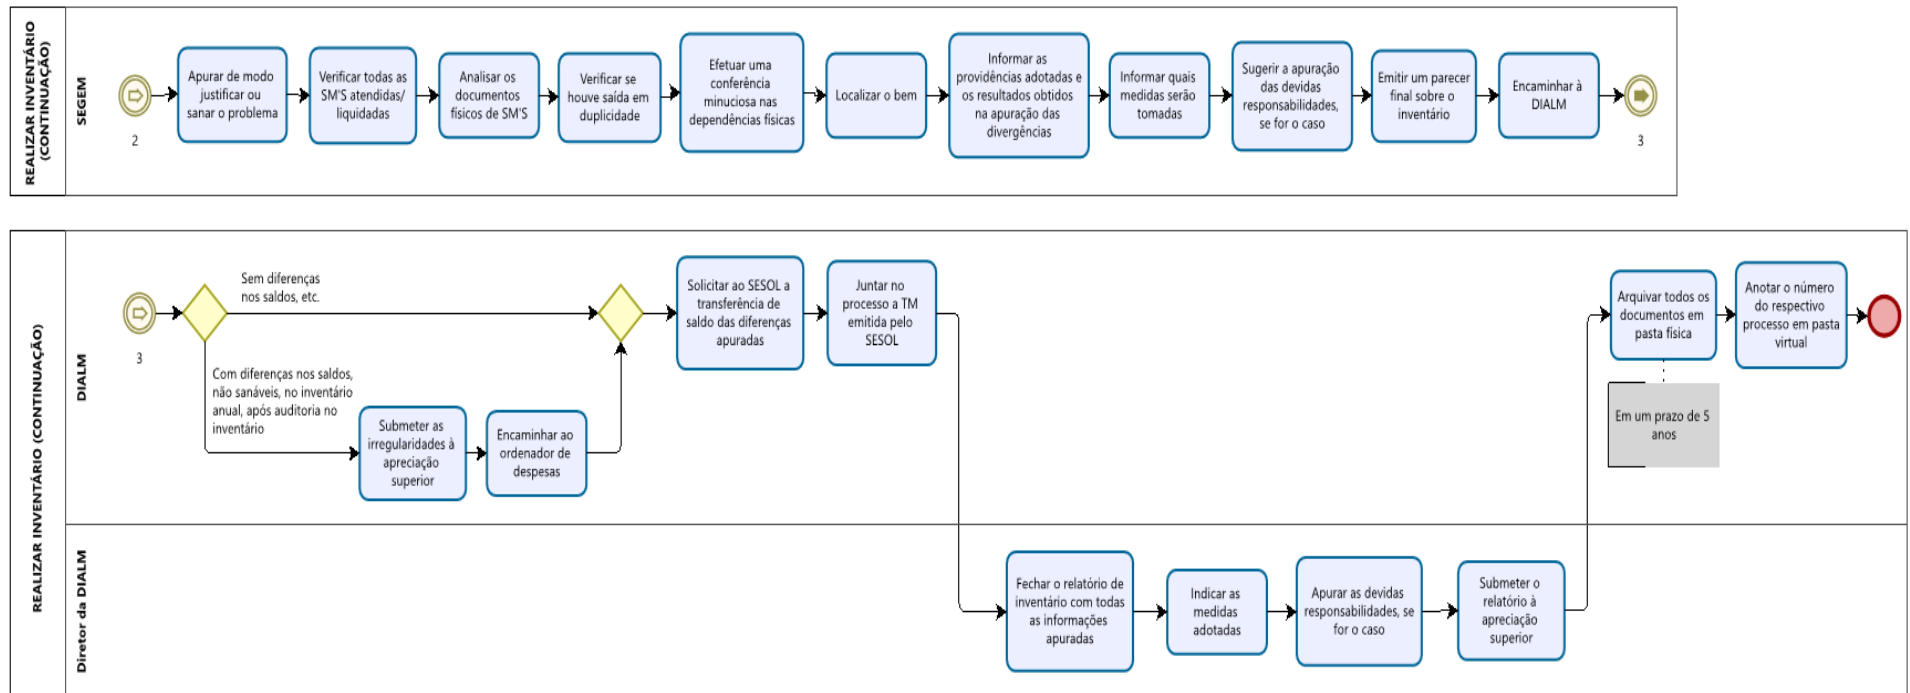 REALIZAR INVENTÁRIO
(CONTINUAÇÃO)
SEGEM
2
Apurar de modo
justificar ou
sanar o problema
Verificar todas as
SM'S atendidas/
liquidadas
Analisar os
documentos
físicos de SM'S
Verificar se
houve saída em
duplicidade
Efetuar uma
conferência
minuciosa nas
dependências físicas
Localizar o bem
Informar as
providências adotadas e
os resultados obtidos
na apuração das
divergências
Informar quais
medidas serão
tomadas
Sugerir a apuração
das devidas
responsabilidades,
se for o caso
Emitir um parecer
final sobre o
inventário
Encaminhar à
DIALM
3
REALIZAR INVENTÁRIO (CONTINUAÇÃO)
DIALM
3
Sem diferenças
nos saldos, etc.
Com diferenças nos saldos,
não sanáveis, no inventário
anual, após auditoria no
inventário
Submeter as
irregularidades à
apreciação
superior
Encaminhar ao
ordenador de
despesas
Solicitar ao SESOL a
transferência de
saldo das diferenças
apuradas
Juntar no
processo a TM
emitida pelo
SESOL
Arquivar todos os
documentos em
pasta física
Em um prazo de 5
anos
Anotar o número
do respectivo
processo em pasta
virtual
Diretor da DIALM
Fechar o relatório de
inventário com todas
as informações
apuradas
Indicar as
medidas
adotadas
Apurar as devidas
responsabilidades, se
for o caso
Submeter o
relatório à
apreciação
superior